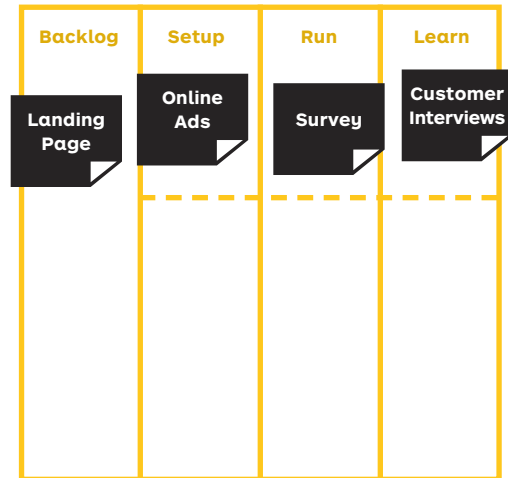 Backlog Setup Run Learn
Landing
Page
Online
Ads
Survey
Customer
Interviews